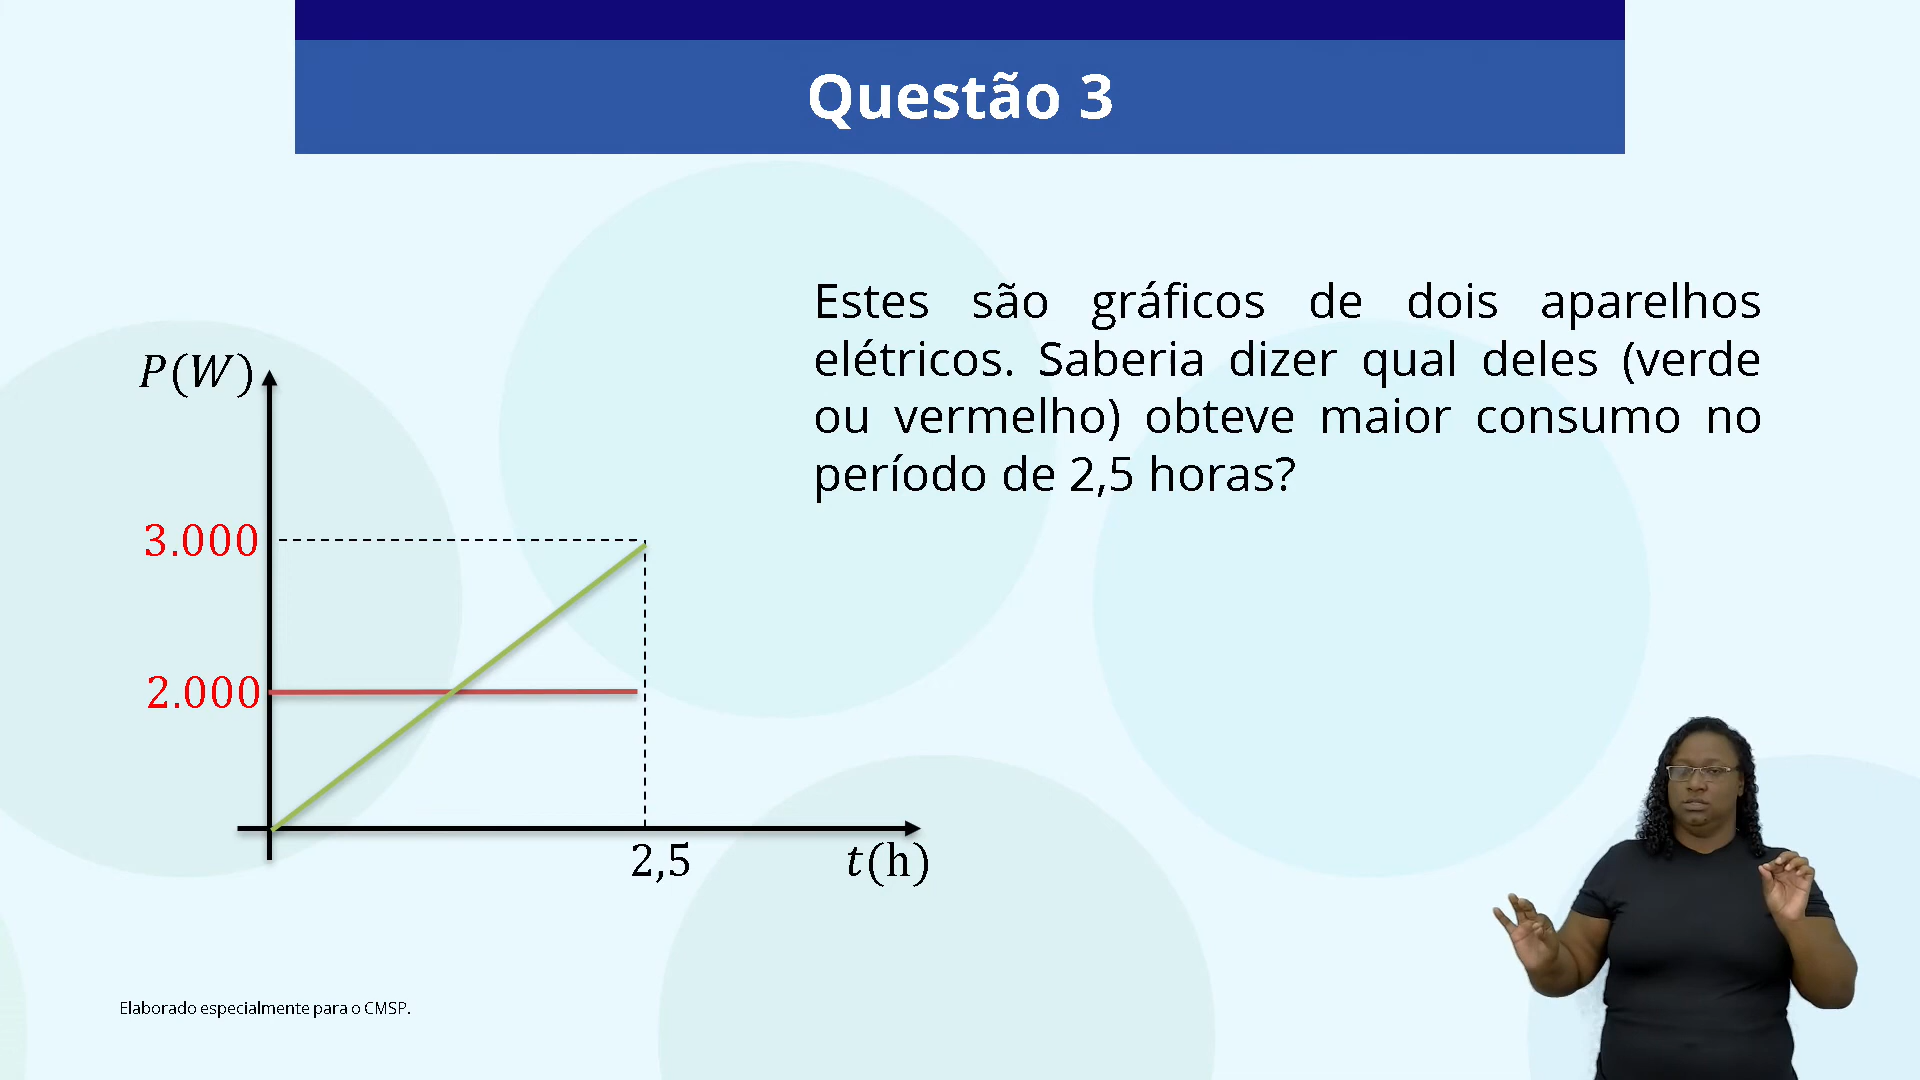 Questão 3
Estes são gráficos de dois aparelhos
elétricos. Saberia dizer qual deles (verde
ou vermelho) obteve maior consumo no
período de 2,5 horas?
P(W)
3.000
2.000
2,5
t(h)
Elaborado especialmente para o CMSP.